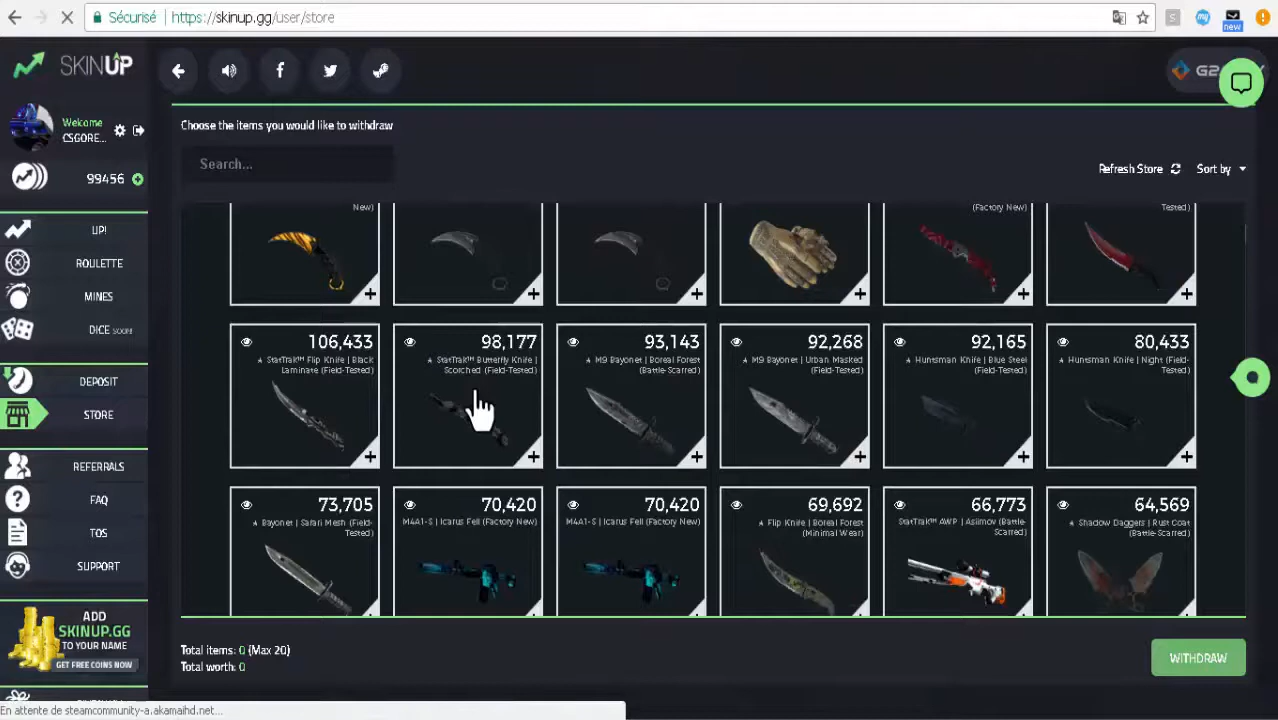 Sécurisé https://skinup.gg/user/store
S
my
new
SKINUP
G2
Welcome
CSGORE...
99456
Choose the items you would like to withdraw
Search...
Refresh Store
Sort by
UP!
ROULETTE
MINES
DICE SOON!
DEPOSIT
STORE
REFERRALS
FAQ
TOS
SUPPORT
ADD
SKINUP.GG
TO YOUR NAME
GET FREE COINS NOW
New)
(Factory New)
Tested)
106,433
★ StatTrak™ Flip Knife | Black
Laminate (Field-Tested)
98,177
★ StatTrak™ Butterfly Knife |
Scorched (Field-Tested)
93,143
★ M9 Bayonet | Boreal Forest
(Battle-Scarred)
92,268
★ M9 Bayonet | Urban Masked
(Field-Tested)
92,165
★ Huntsman Knife | Blue Steel
(Field-Tested)
80,433
★ Huntsman Knife | Night (Field-
Tested)
73,705
★ Bayonet | Safari Mesh (Field-
Tested)
70,420
M4A1-S | Icarus Fell (Factory New)
70,420
M4A1-S | Icarus Fell (Factory New)
69,692
★ Flip Knife | Boreal Forest
(Minimal Wear)
66,773
StatTrak™ AWP | Asiimov (Battle-
Scarred)
64,569
★ Shadow Daggers | Rust Coat
(Battle-Scarred)
Total items: 0 (Max 20)
Total worth: 0
WITHDRAW
En attente de steamcommunity-a.akamaihd.net...